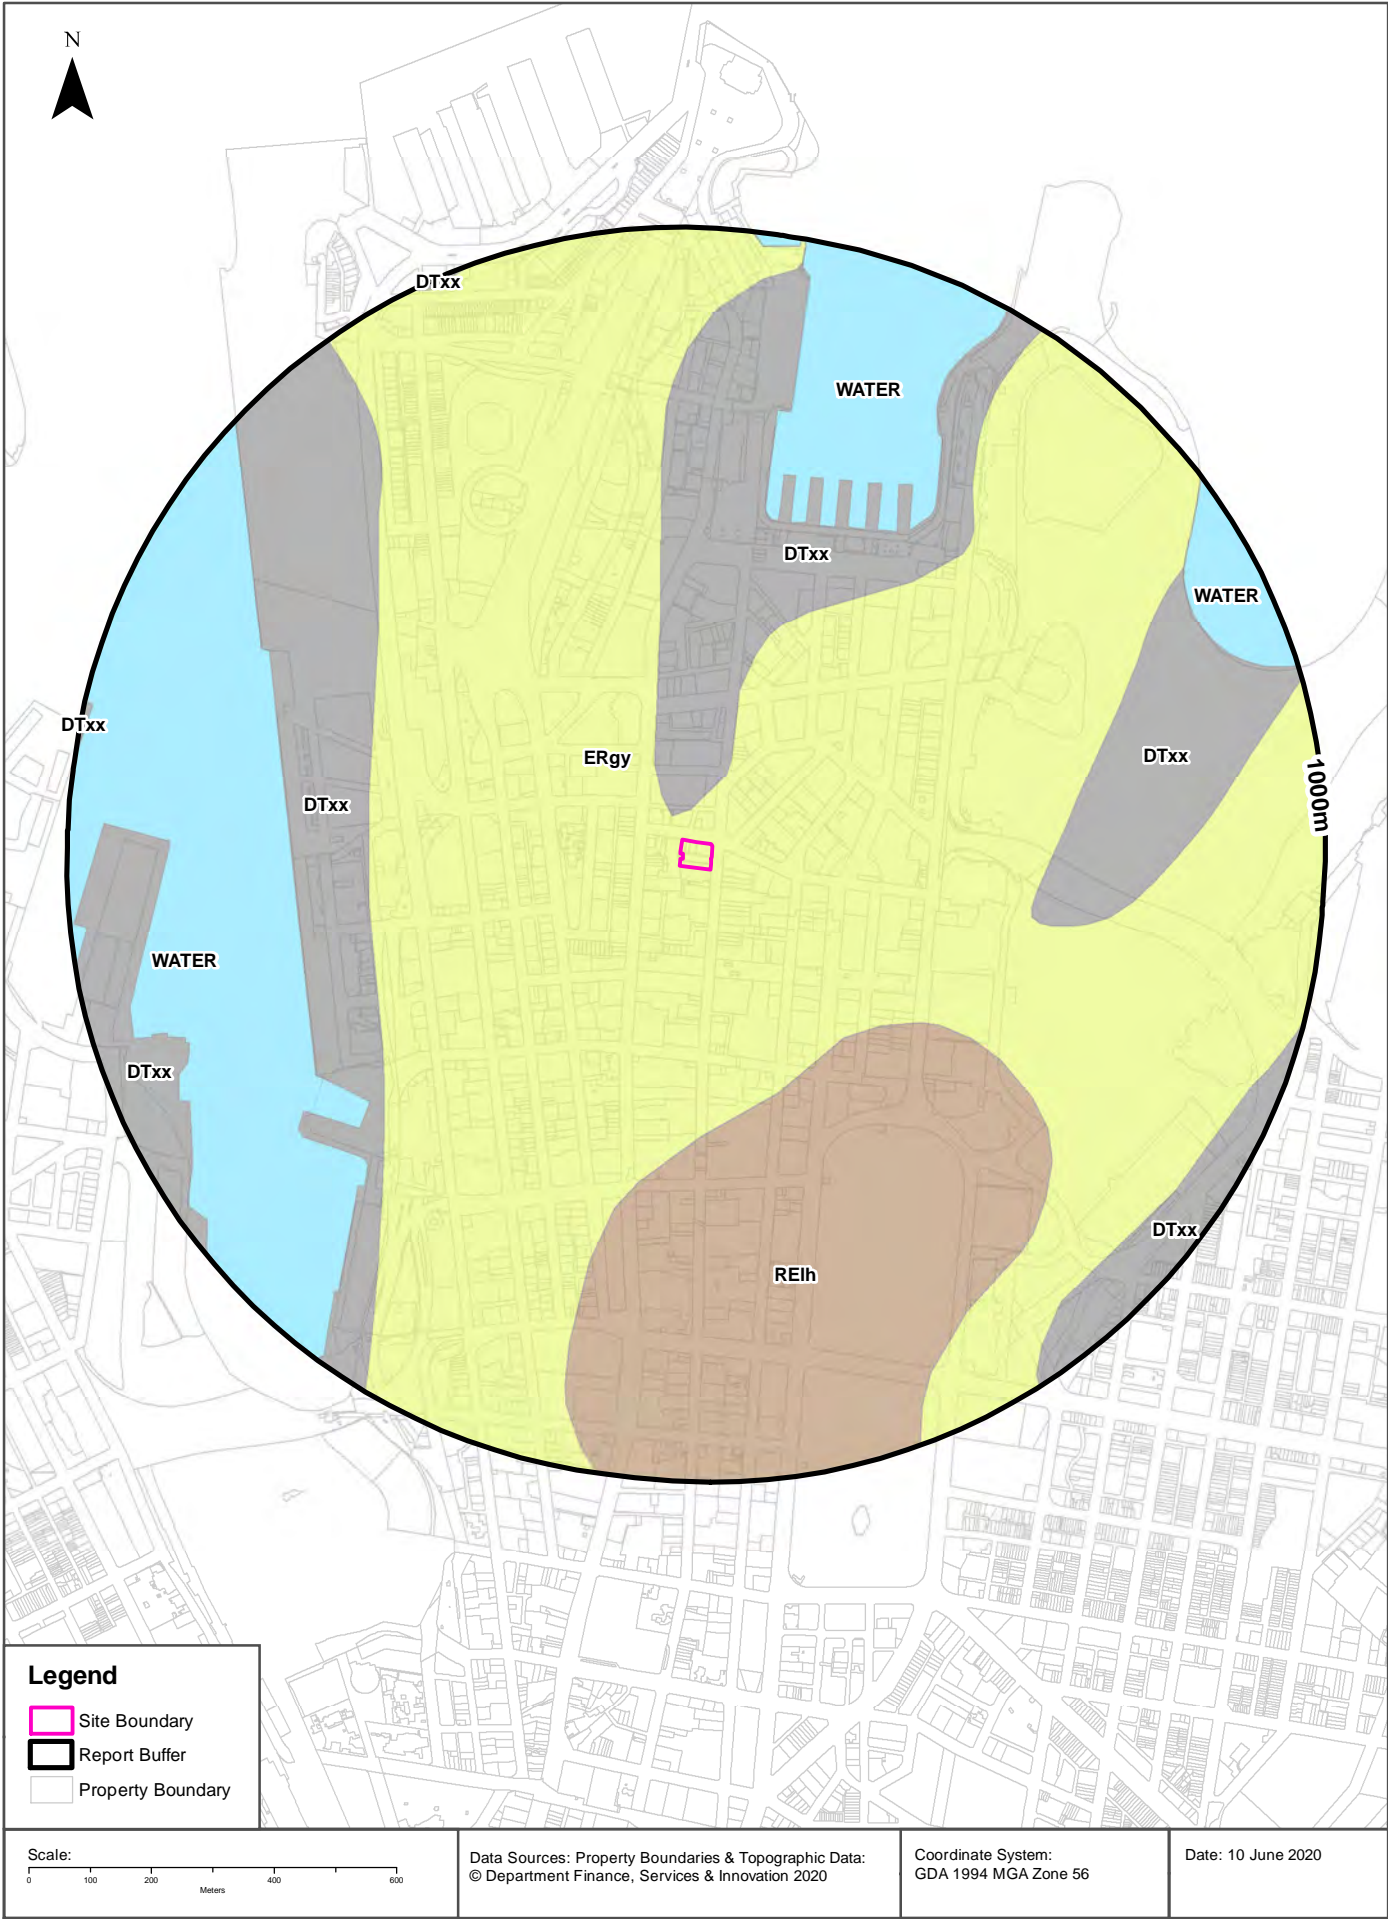 N
DTxx
WATER
DTxx
WATER
DTxx
ERgy
DTxx
1000m
DTxx
WATER
DTxx
DTxx
RElh
Legend
Site Boundary
Report Buffer
Property Boundary
Scale:
0 100 200 400 600
Meters
Data Sources: Property Boundaries & Topographic Data:
© Department Finance, Services & Innovation 2020
Coordinate System:
GDA 1994 MGA Zone 56
Date: 10 June 2020